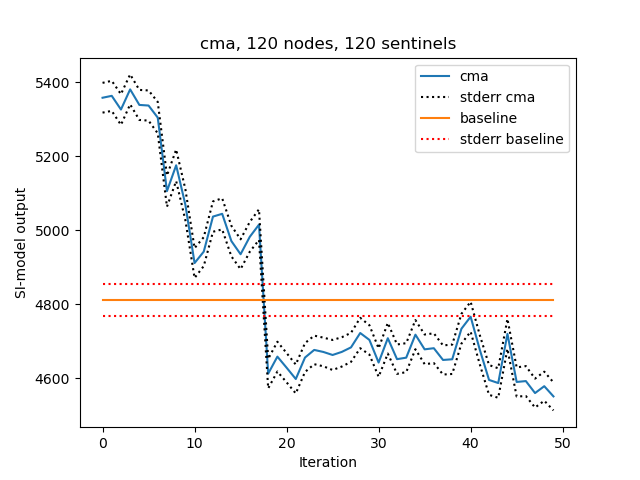 cma, 120 nodes, 120 sentinels
cma
stderr cma
baseline
stderr baseline
SI-model output
5400
5200
5000
4800
4600
0 10 20 30 40 50
Iteration